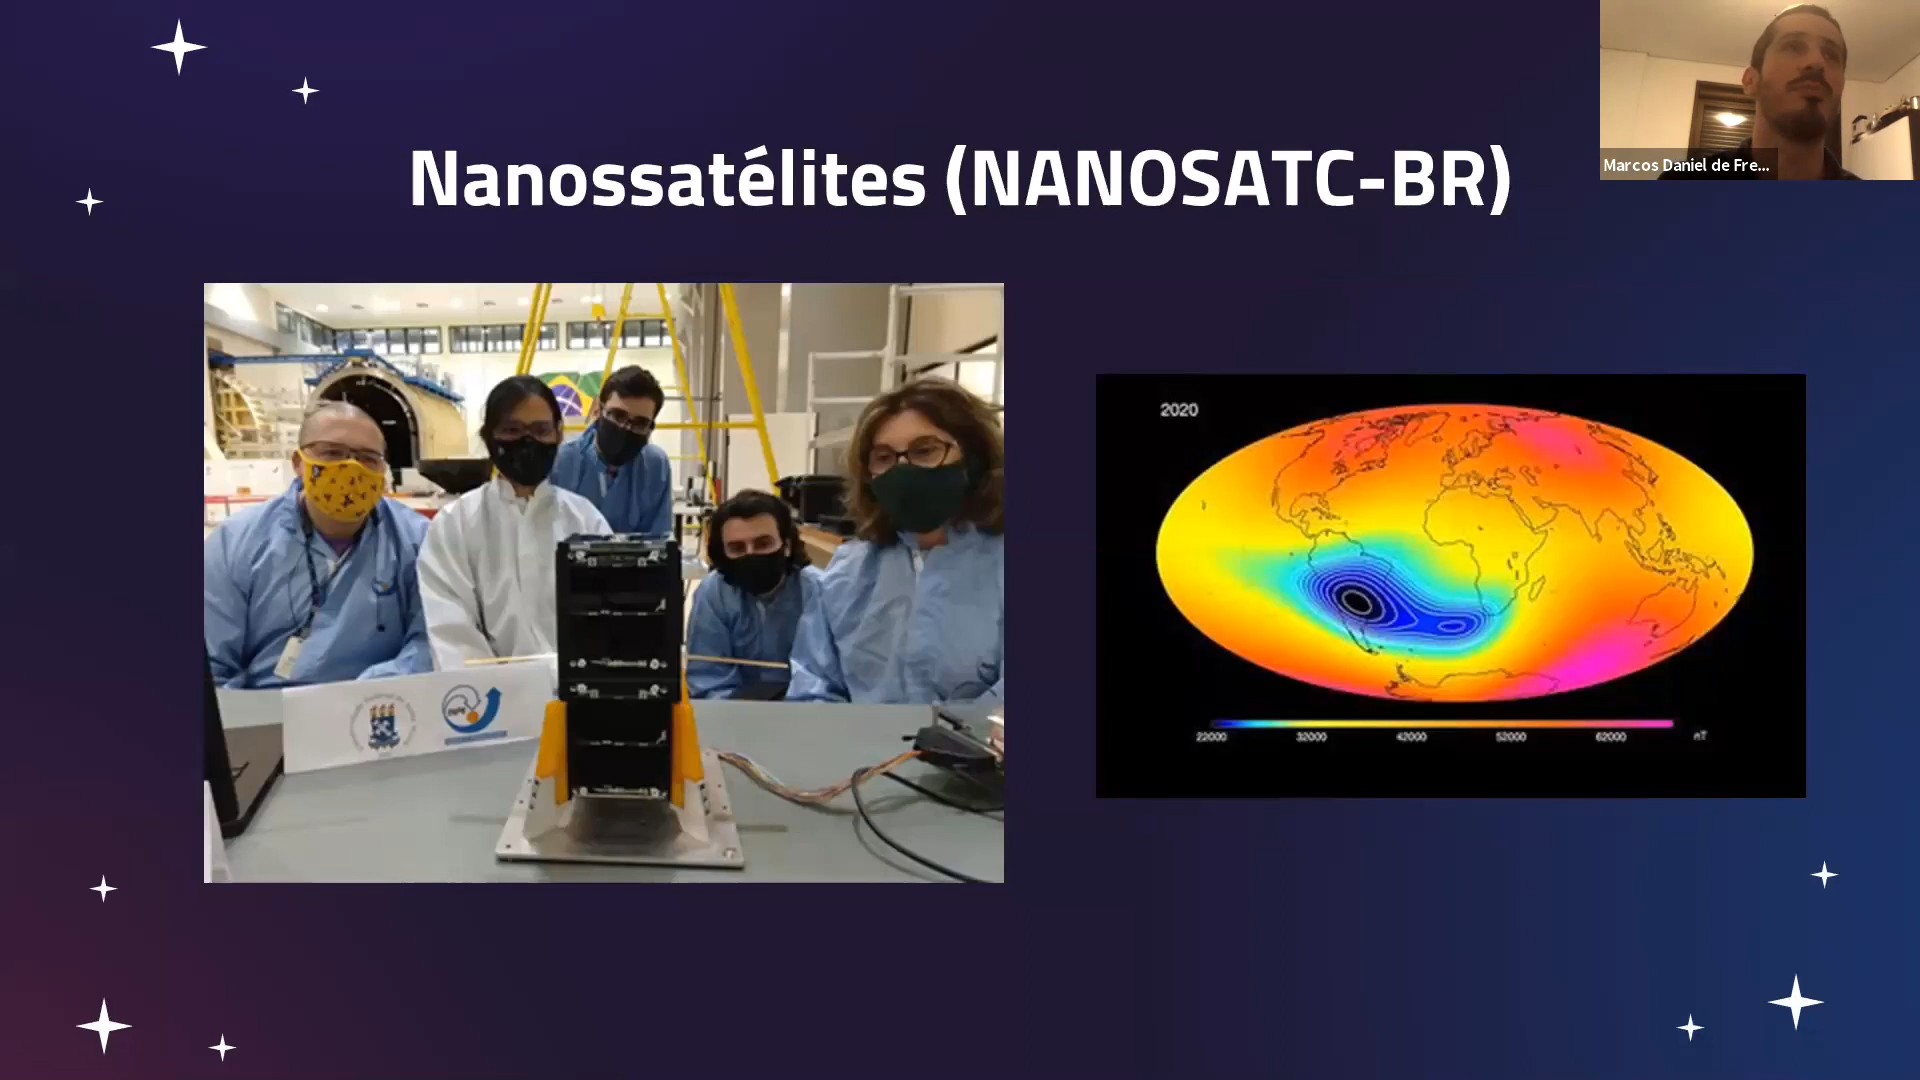 Nanossatélites (NANOSATC-BR)
Marcos Daniel de Fre...
2020
22000 32000 42000 52000 62000 nT